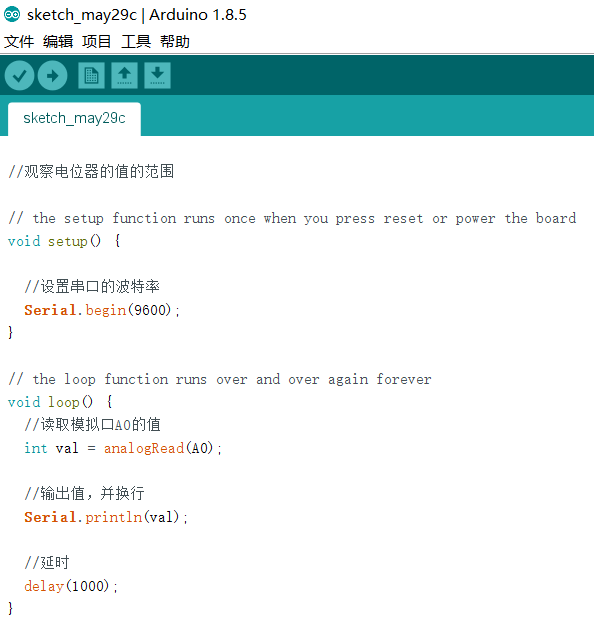 sketch_may29c | Arduino 1.8.5
文件 编辑 项目 工具 帮助
sketch_may29c
//观察电位器的值的范围
// the setup function runs once when you press reset or power the board
void setup() {
//设置串口的波特率
Serial.begin(9600);
}
// the loop function runs over and over again forever
void loop() {
//读取模拟口A0的值
int val = analogRead(A0);
//输出值，并换行
Serial.println(val);
//延时
delay(1000);
}